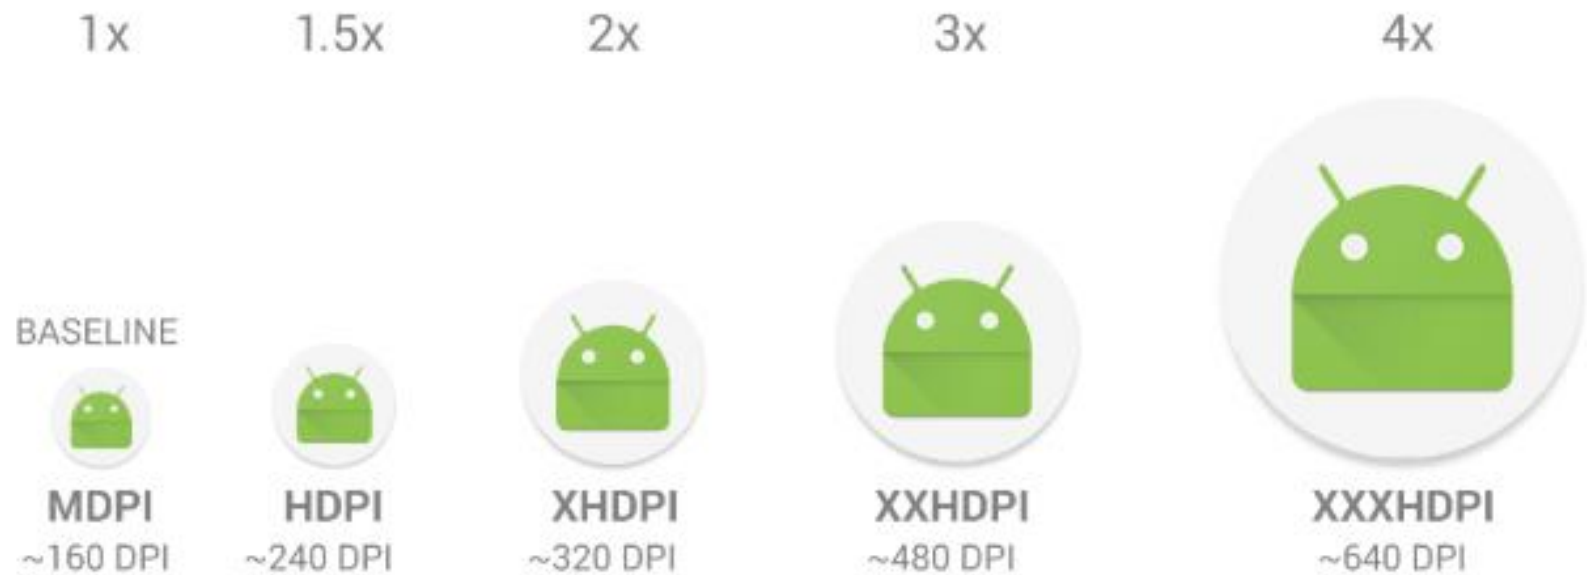 1x 1.5x 2x 3x 4x
BASELINE
MDPI HDPI XHDPI XXHDPI XXXHDPI
~160 DPI ~240 DPI ~320 DPI ~480 DPI ~640 DPI